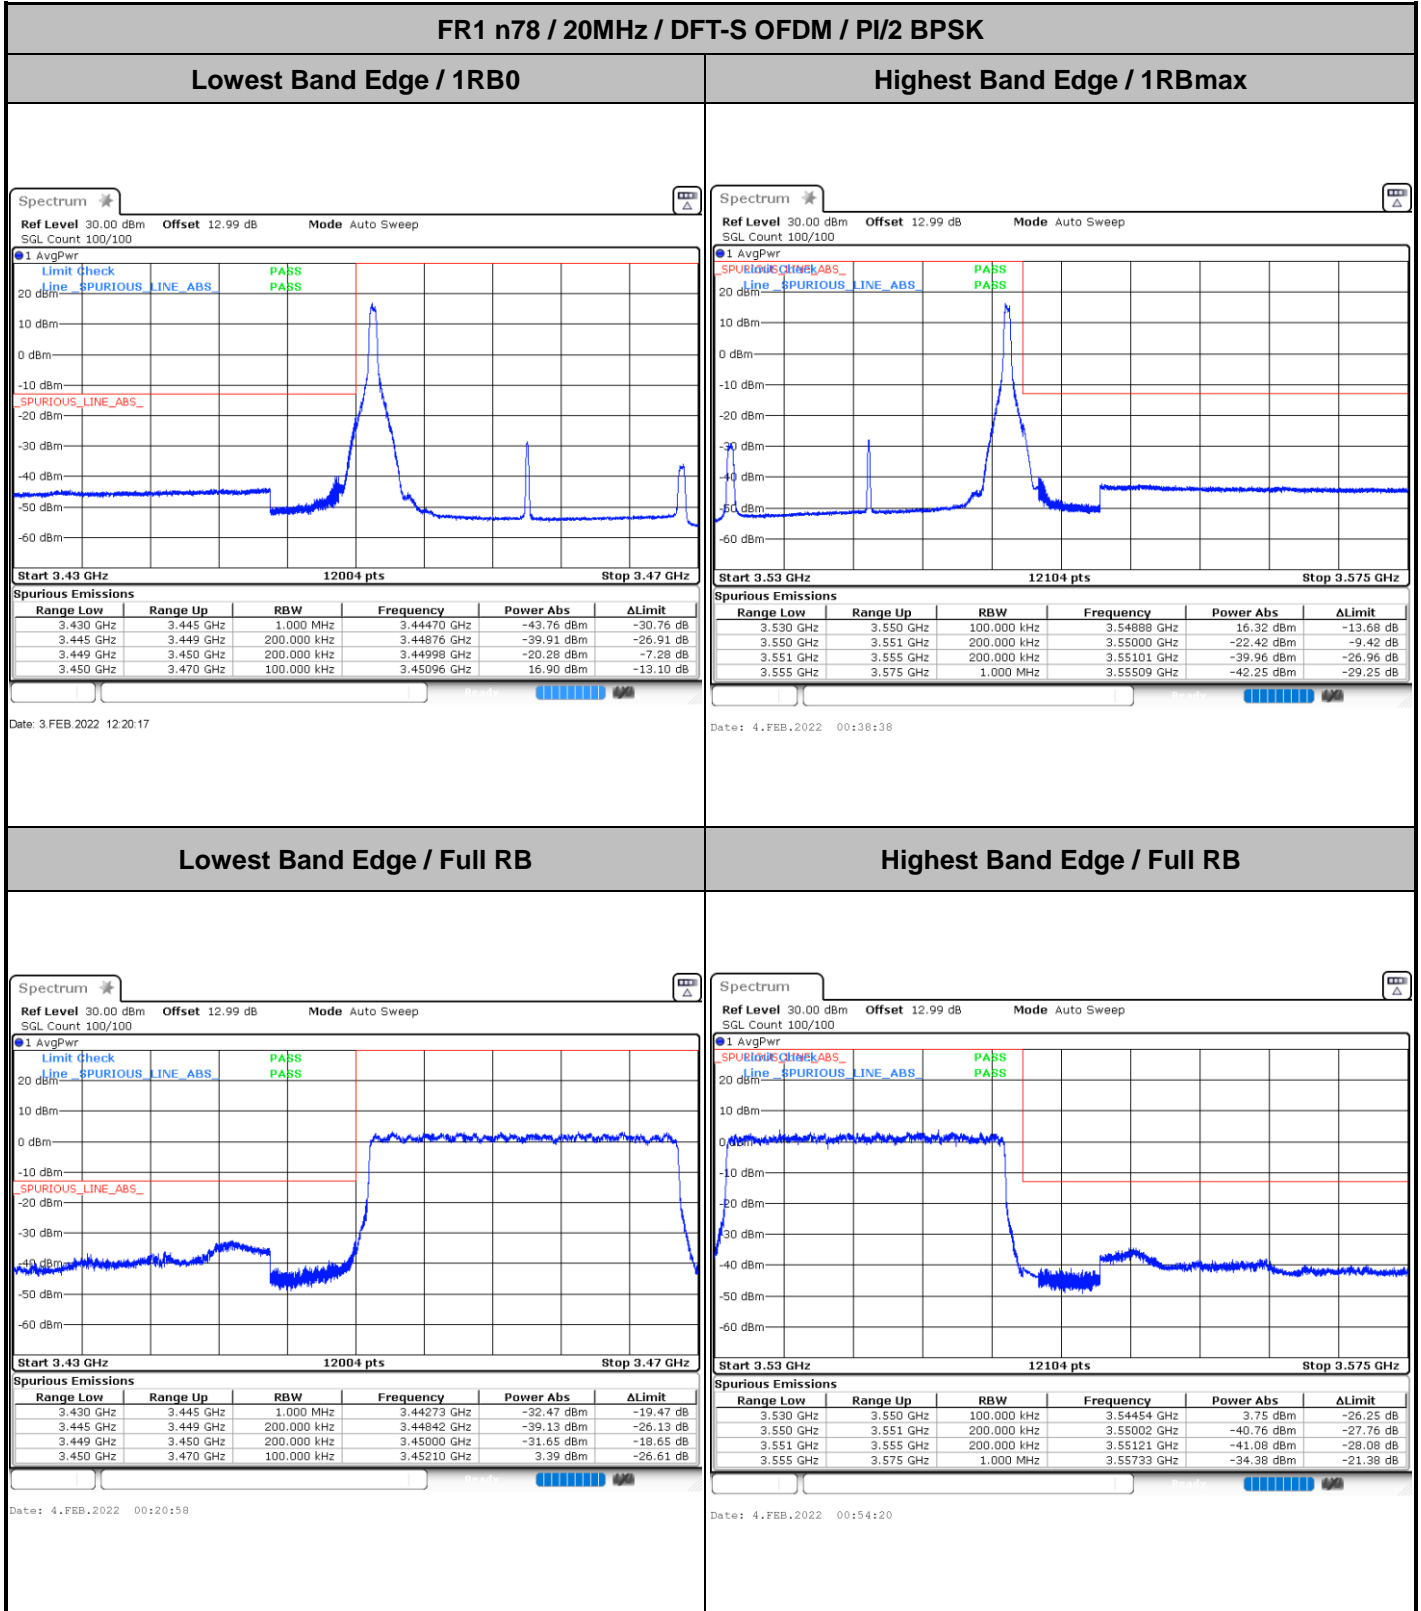 FR1 n78 / 20MHz / DFT-S OFDM / PI/2 BPSK
Lowest Band Edge / 1RB0
Highest Band Edge / 1RBmax
Spectrum
Ref Level 30.00 dBm Offset 12.99 dB Mode Auto Sweep
SGL Count 100/100
1 AvgPwr
Limit Check PASS
Line _SPURIOUS_LINE_ABS_ PASS
20 dBm
10 dBm
0 dBm
-10 dBm
_SPURIOUS_LINE_ABS_
-20 dBm
-30 dBm
-40 dBm
-50 dBm
-60 dBm
Start 3.43 GHz 12004 pts Stop 3.47 GHz
Spurious Emissions
Range Low Range Up RBW Frequency Power Abs ΔLimit
3.430 GHz 3.445 GHz 1.000 MHz 3.44470 GHz -43.76 dBm -30.76 dB
3.445 GHz 3.449 GHz 200.000 kHz 3.44876 GHz -39.91 dBm -26.91 dB
3.449 GHz 3.450 GHz 200.000 kHz 3.44998 GHz -20.28 dBm -7.28 dB
3.450 GHz 3.470 GHz 100.000 kHz 3.45096 GHz 16.90 dBm -13.10 dB
Ready
Date: 3.FEB.2022 12:20:17
Spectrum
Ref Level 30.00 dBm Offset 12.99 dB Mode Auto Sweep
SGL Count 100/100
1 AvgPwr
_SPURIOUS_LINE_ABS_
Limit Check PASS
Line _SPURIOUS_LINE_ABS_ PASS
20 dBm
10 dBm
0 dBm
-10 dBm
-20 dBm
-30 dBm
-40 dBm
-50 dBm
-60 dBm
Start 3.53 GHz 12104 pts Stop 3.575 GHz
Spurious Emissions
Range Low Range Up RBW Frequency Power Abs ΔLimit
3.530 GHz 3.550 GHz 100.000 kHz 3.54888 GHz 16.32 dBm -13.68 dB
3.550 GHz 3.551 GHz 200.000 kHz 3.55000 GHz -22.42 dBm -9.42 dB
3.551 GHz 3.555 GHz 200.000 kHz 3.55101 GHz -39.96 dBm -26.96 dB
3.555 GHz 3.575 GHz 1.000 MHz 3.55509 GHz -42.25 dBm -29.25 dB
Ready
Date: 4.FEB.2022 00:38:38
Lowest Band Edge / Full RB
Highest Band Edge / Full RB
Spectrum
Ref Level 30.00 dBm Offset 12.99 dB Mode Auto Sweep
SGL Count 100/100
1 AvgPwr
Limit Check PASS
Line _SPURIOUS_LINE_ABS_ PASS
20 dBm
10 dBm
0 dBm
-10 dBm
_SPURIOUS_LINE_ABS_
-20 dBm
-30 dBm
-40 dBm
-50 dBm
-60 dBm
Start 3.43 GHz 12004 pts Stop 3.47 GHz
Spurious Emissions
Range Low Range Up RBW Frequency Power Abs ΔLimit
3.430 GHz 3.445 GHz 1.000 MHz 3.44273 GHz -32.47 dBm -19.47 dB
3.445 GHz 3.449 GHz 200.000 kHz 3.44842 GHz -39.13 dBm -26.13 dB
3.449 GHz 3.450 GHz 200.000 kHz 3.45000 GHz -31.65 dBm -18.65 dB
3.450 GHz 3.470 GHz 100.000 kHz 3.45210 GHz 3.39 dBm -26.61 dB
Ready
Date: 4.FEB.2022 00:20:58
Spectrum
Ref Level 30.00 dBm Offset 12.99 dB Mode Auto Sweep
SGL Count 100/100
1 AvgPwr
_SPURIOUS_LINE_ABS_
Limit Check PASS
Line _SPURIOUS_LINE_ABS_ PASS
20 dBm
10 dBm
0 dBm
-10 dBm
-20 dBm
-30 dBm
-40 dBm
-50 dBm
-60 dBm
Start 3.53 GHz 12104 pts Stop 3.575 GHz
Spurious Emissions
Range Low Range Up RBW Frequency Power Abs ΔLimit
3.530 GHz 3.550 GHz 100.000 kHz 3.54454 GHz 3.75 dBm -26.25 dB
3.550 GHz 3.551 GHz 200.000 kHz 3.55002 GHz -40.76 dBm -27.76 dB
3.551 GHz 3.555 GHz 200.000 kHz 3.55121 GHz -41.08 dBm -28.08 dB
3.555 GHz 3.575 GHz 1.000 MHz 3.55733 GHz -34.38 dBm -21.38 dB
Ready
Date: 4.FEB.2022 00:54:20